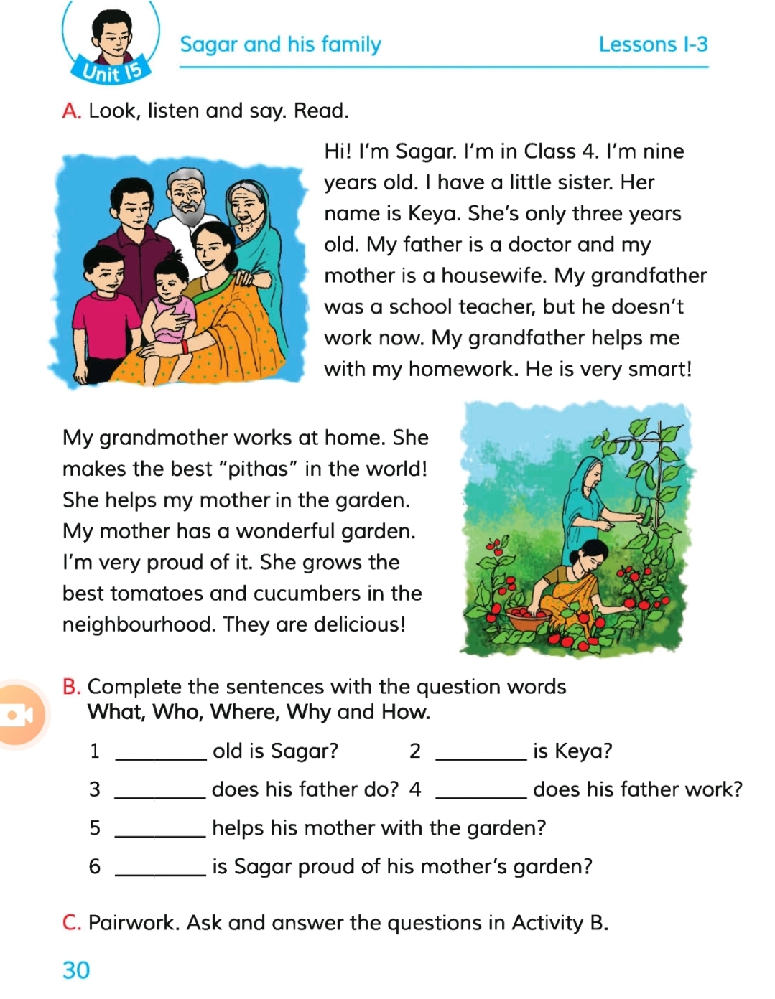 Unit 15
Sagar and his family
Lessons 1-3
A. Look, listen and say. Read.
Hi! I'm Sagar. I'm in Class 4. I'm nine
years old. I have a little sister. Her
name is Keya. She's only three years
old. My father is a doctor and my
mother is a housewife. My grandfather
was a school teacher, but he doesn't
work now. My grandfather helps me
with my homework. He is very smart!
My grandmother works at home. She
makes the best "pithas" in the world!
She helps my mother in the garden.
My mother has a wonderful garden.
I'm very proud of it. She grows the
best tomatoes and cucumbers in the
neighbourhood. They are delicious!
B. Complete the sentences with the question words
What, Who, Where, Why and How.
1 ________ old is Sagar? 2 ________ is Keya?
3 ________ does his father do? 4 ________ does his father work?
5 ________ helps his mother with the garden?
6 ________ is Sagar proud of his mother's garden?
C. Pairwork. Ask and answer the questions in Activity B.
30